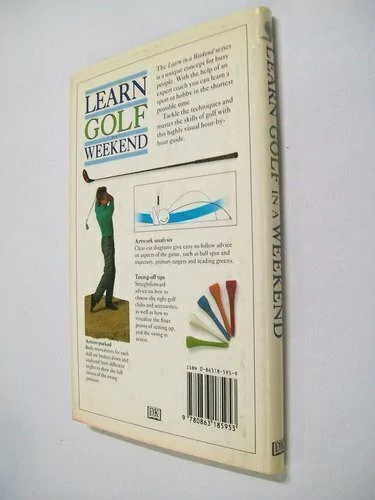 LEARN
GOLF
WEEKEND
The Learn in a Weekend series
is a unique concept for busy
people. With the help of an
expert coach you can learn a
sport or hobby in the shortest
possible time.
Tackle the techniques and
master the skills of golf with
this highly visual hour-by-
hour guide.
Artwork analysis
Clear-cut diagrams give easy-to-follow advice
on aspects of the game, such as ball spin and
trajectory, primary targets and reading greens.
Teeing-off tips
Straightforward
advice on how to
choose the right golf
clubs and accessories,
as well as how to
visualize the finer
points of setting up,
and the swing in
action.
Action-packed
Body movements for each
skill are broken down and
analysed from different
angles to show the full
extent of the swing
position.
ISBN 0-86318-595-9
9 780863 185953
DK
LEARN GOLF IN A WEEKEND